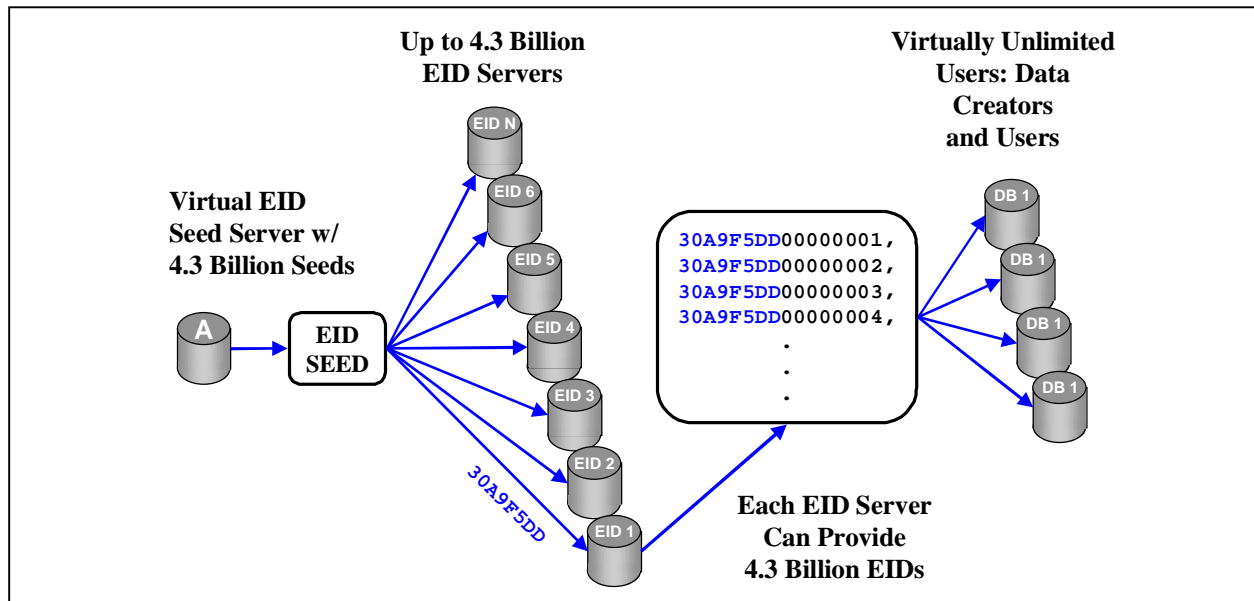 Up to 4.3 Billion
EID Servers
Virtually Unlimited
Users: Data
Creators
and Users
Virtual EID
Seed Server w/
4.3 Billion Seeds
A
EID
SEED
EID N
EID 6
EID 5
EID 4
EID 3
EID 2
EID 1
30A9F5DD
30A9F5DD00000001,
30A9F5DD00000002,
30A9F5DD00000003,
30A9F5DD00000004,
.
.
.
DB 1
DB 1
DB 1
DB 1
Each EID Server
Can Provide
4.3 Billion EIDs